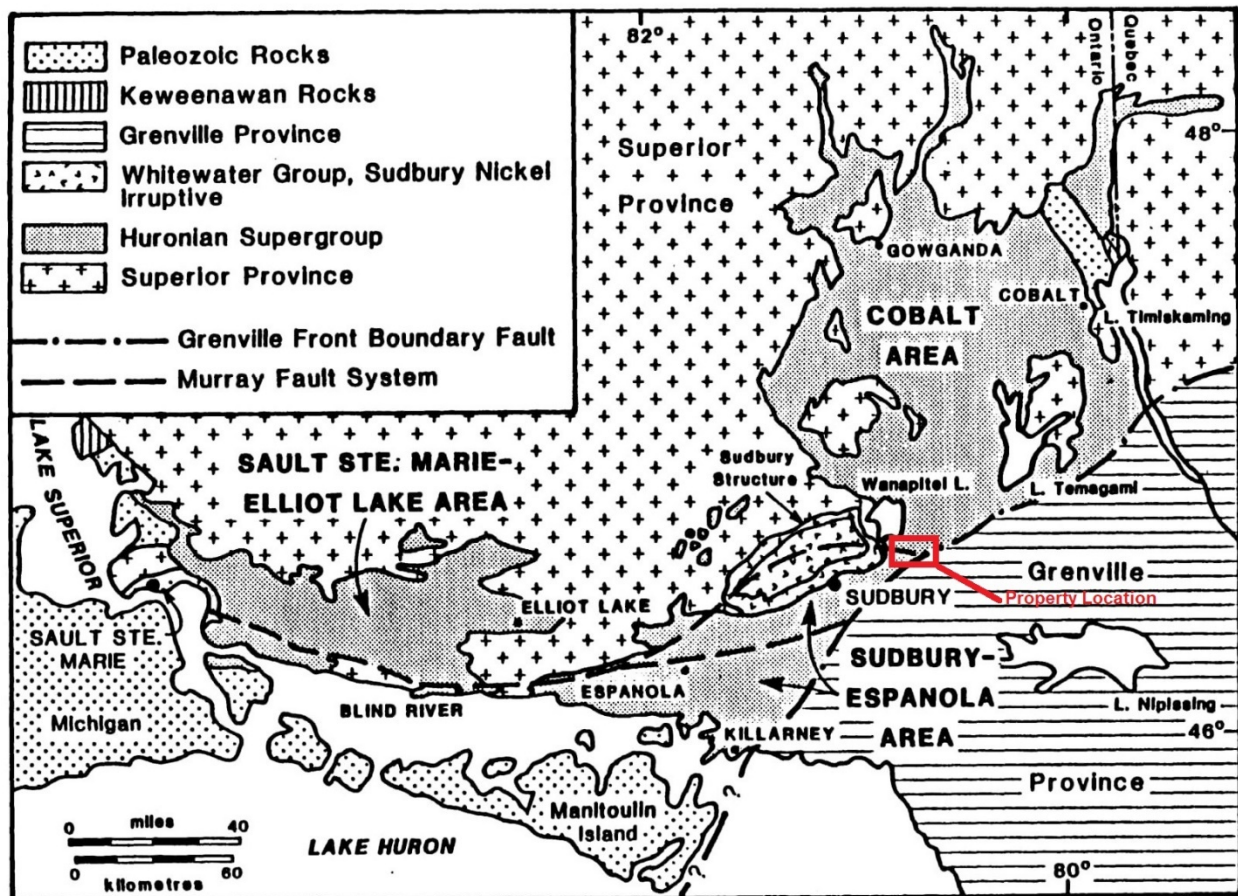 Paleozoic Rocks
Keweenawan Rocks
Grenville Province
Whitewater Group, Sudbury Nickel
Irruptive
Huronian Supergroup
Superior Province
Grenville Front Boundary Fault
Murray Fault System
82°
Ontario
Quebec
48°
Superior
Province
GOWGANDA
COBALT
L. Timiskaming
COBALT
AREA
LAKE SUPERIOR
SAULT STE. MARIE-
ELLIOT LAKE AREA
Sudbury
Structure
Wanapitei L.
L. Temagami
Grenville
Property Location
ELLIOT LAKE
SUDBURY
SAULT STE.
MARIE
Michigan
BLIND RIVER
ESPANOLA
SUDBURY-
ESPANOLA
AREA
L. Nipissing
KILLARNEY
46°
Province
Manitoulin
Island
?
?
0 miles 40
0 60
kilometres
LAKE HURON
80°